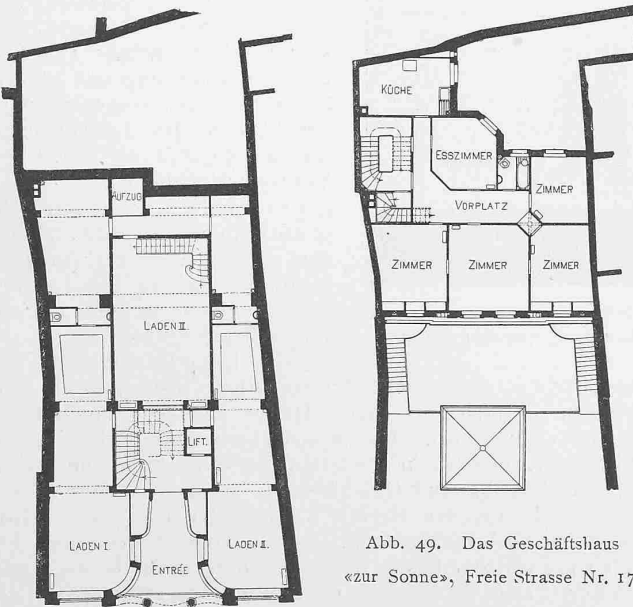 AUFZUG
LADEN II.
LIFT.
LADEN I.
ENTRÉE
LADEN II.
KÜCHE
ESSZIMMER
ZIMMER
VORPLATZ
ZIMMER
ZIMMER
ZIMMER
Abb. 49. Das Geschäftshaus
«zur Sonne», Freie Strasse Nr. 17